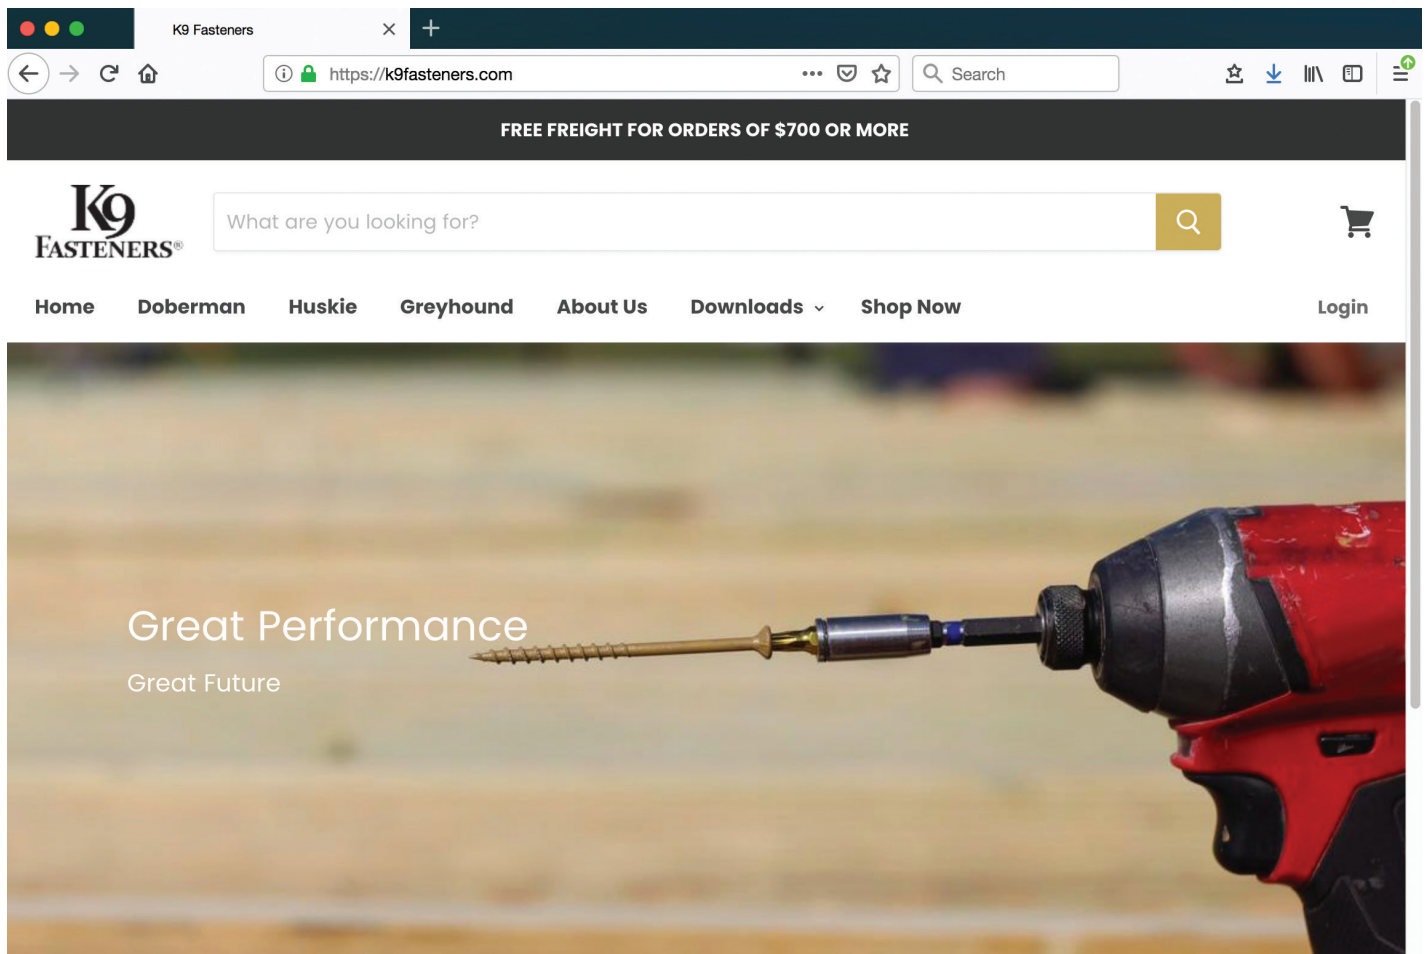 K9 Fasteners
https://k9fasteners.com
Search
FREE FREIGHT FOR ORDERS OF $700 OR MORE
K9
FASTENERS®
What are you looking for?
Home Doberman Huskie Greyhound About Us Downloads Shop Now Login
Great Performance
Great Future